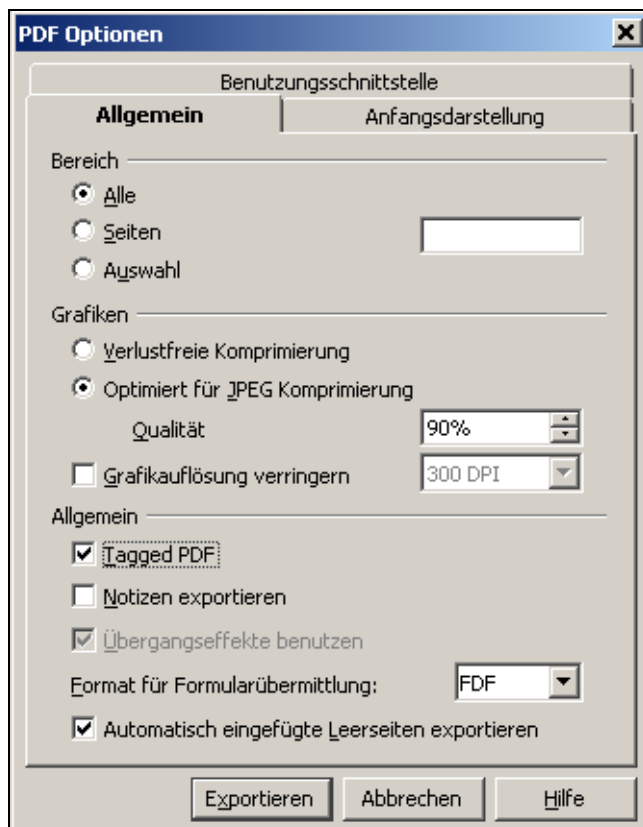 PDF Optionen
Benutzungsschnittstelle
Allgemein
Anfangsdarstellung
Bereich
Alle
Seiten
Auswahl
Grafiken
Verlustfreie Komprimierung
Optimiert für JPEG Komprimierung
Qualität 90%
Grafikauflösung verringern 300 DPI
Allgemein
Tagged PDF
Notizen exportieren
Übergangseffekte benutzen
Format für Formularübermittlung: FDF
Automatisch eingefügte Leerseiten exportieren
Exportieren Abbrechen Hilfe